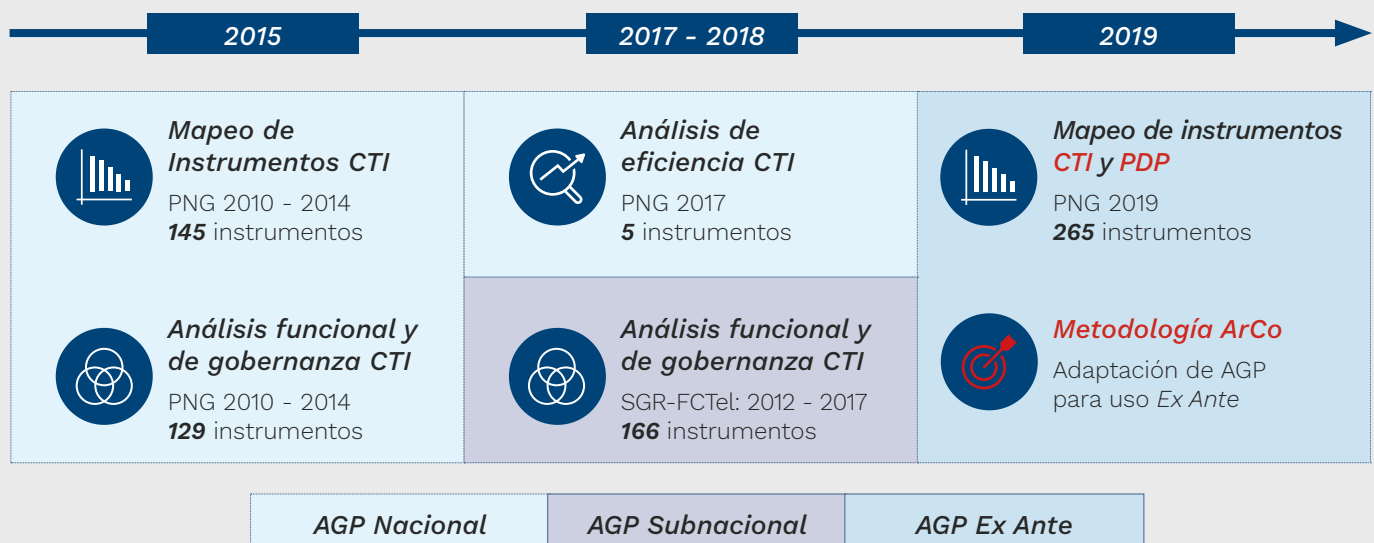 2015
2017 - 2018
2019
Mapeo de
Instrumentos CTI
PNG 2010 - 2014
145 instrumentos
Análisis funcional y
de gobernanza CTI
PNG 2010 - 2014
129 instrumentos
Análisis de
eficiencia CTI
PNG 2017
5 instrumentos
Análisis funcional y
de gobernanza CTI
SGR-FCTel: 2012 - 2017
166 instrumentos
Mapeo de instrumentos
CTI y PDP
PNG 2019
265 instrumentos
Metodología ArCo
Adaptación de AGP
para uso Ex Ante
AGP Nacional
AGP Subnacional
AGP Ex Ante